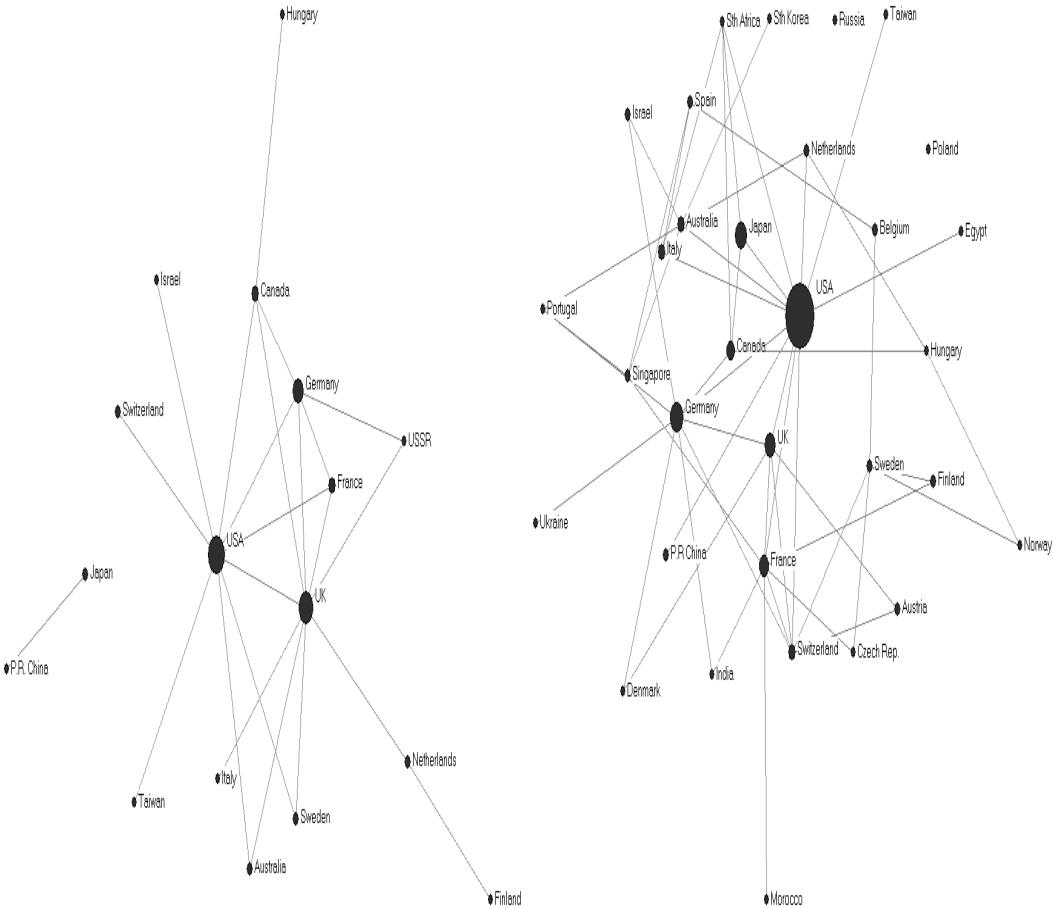 Hungary
Israel
Canada
Germany
Switzerland
USSR
France
USA
Japan
UK
P.R. China
Netherlands
Italy
Taiwan
Sweden
Australia
Finland
Sth Africa
Sth Korea
Russia
Taiwan
Spain
Israel
Netherlands
Poland
Australia
Japan
Belgium
Egypt
Italy
USA
Portugal
Canada
Hungary
Singapore
Germany
UK
Sweden
Finland
Ukraine
Norway
P.R China
France
Austria
Switzerland
Czech Rep.
India
Denmark
Morocco